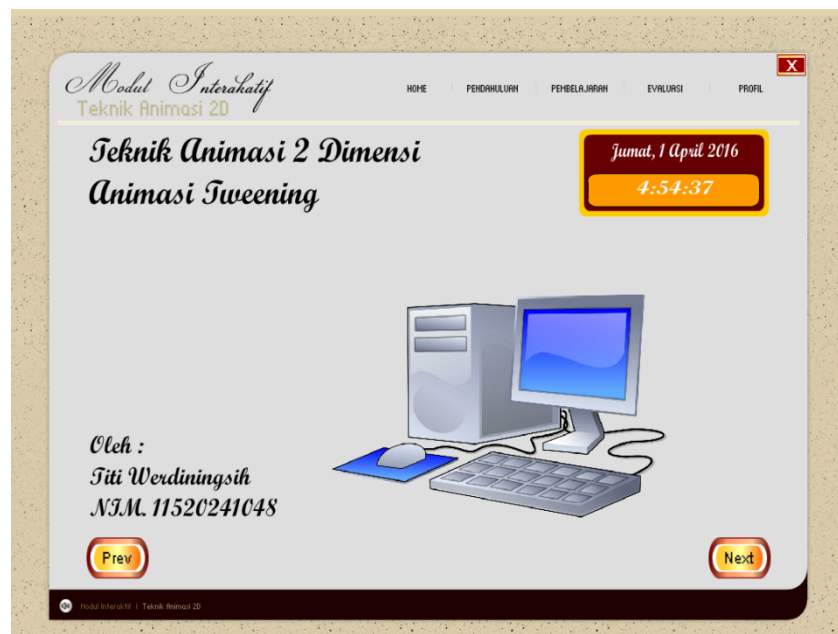 Modul Interakatif
Teknik Animasi 2D
HOME PENDAHULUAN PEMBELAJARAN EVALUASI PROFIL
X
Teknik Animasi 2 Dimensi
Animasi Tweening
Jumat, 1 April 2016
4:54:37
Oleh :
Titi Werdiningsih
NIM. 11520241048
Prev
Next
Modul Interaktif | Teknik Animasi 2D